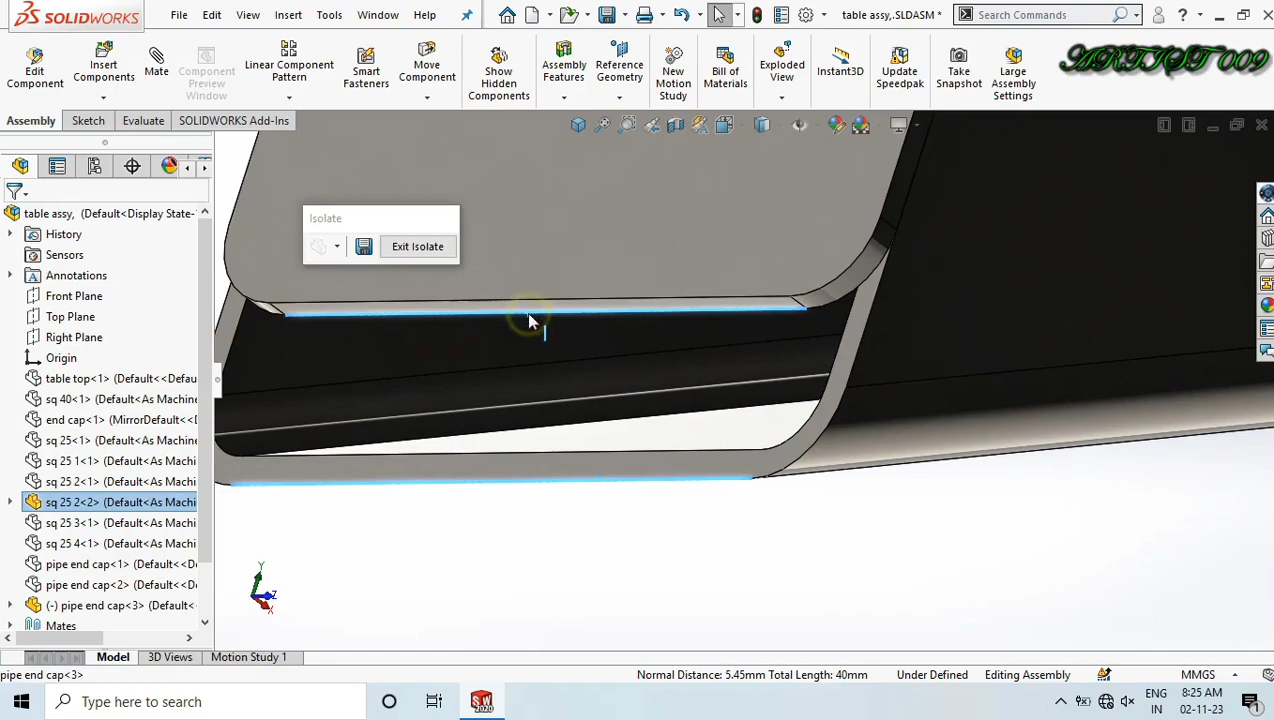 SOLIDWORKS File Edit View Insert Tools Window Help table assy,.SLDASM * Search Commands ?
ARTIST 009
Edit Component
Insert Components
Mate
Component Preview Window
Linear Component Pattern
Smart Fasteners
Move Component
Show Hidden Components
Assembly Features
Reference Geometry
New Motion Study
Bill of Materials
Exploded View
Instant3D
Update Speedpak
Take Snapshot
Large Assembly Settings
Assembly Sketch Evaluate SOLIDWORKS Add-Ins
table assy, (Default<Display State-
History
Sensors
Annotations
Front Plane
Top Plane
Right Plane
Origin
table top<1> (Default<<Defau
sq 40<1> (Default<As Machine
end cap<1> (MirrorDefault<<D
sq 25<1> (Default<As Machine
sq 25 1<1> (Default<As Machi
sq 25 2<1> (Default<As Machi
sq 25 2<2> (Default<As Machi
sq 25 3<1> (Default<As Machi
sq 25 4<1> (Default<As Machi
pipe end cap<1> (Default<<D
pipe end cap<2> (Default<<D
(-) pipe end cap<3> (Default<
Mates
Isolate
Exit Isolate
Y
Z
X
Model 3D Views Motion Study 1
pipe end cap<3> Normal Distance: 5.45mm Total Length: 40mm Under Defined Editing Assembly MMGS
Type here to search
SW
2020
ENG
IN
8:25 AM
02-11-23
1